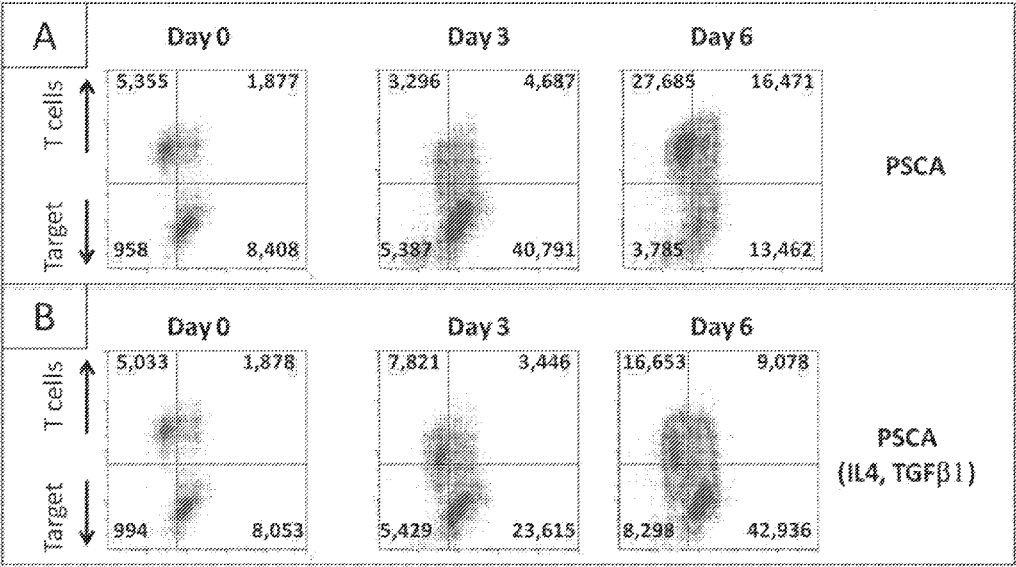 A
Day 0
Day 3
Day 6
T cells
Target
5,355
1,877
958
8,408
3,296
4,687
5,387
40,791
27,685
16,471
3,785
13,462
PSCA
B
Day 0
Day 3
Day 6
T cells
Target
5,033
1,878
994
8,053
7,821
3,446
5,429
23,615
16,653
9,078
8,298
42,936
PSCA
(IL4, TGFβ1)